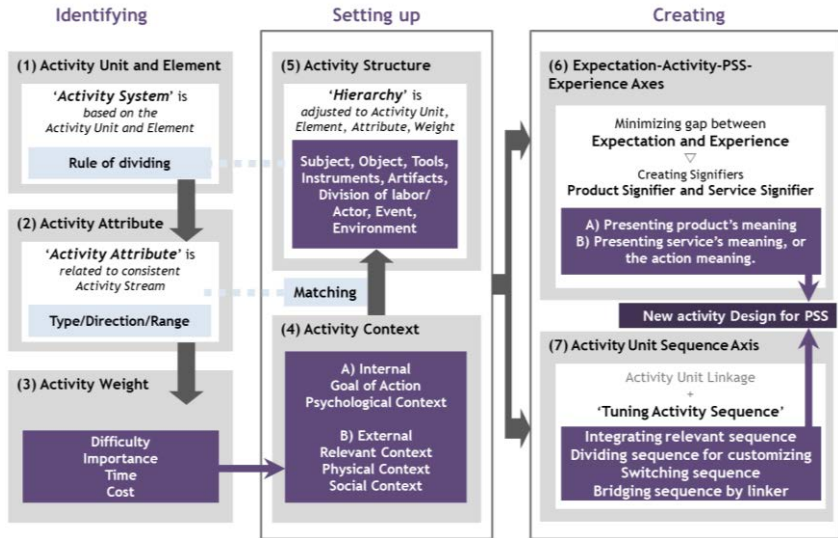 Identifying
(1) Activity Unit and Element
‘Activity System’ is
based on the
Activity Unit and Element
Rule of dividing
(2) Activity Attribute
‘Activity Attribute’ is
related to consistent
Activity Stream
Type/Direction/Range
(3) Activity Weight
Difficulty
Importance
Time
Cost
Setting up
(5) Activity Structure
‘Hierarchy’ is
adjusted to Activity Unit,
Element, Attribute, Weight
Subject, Object, Tools,
Instruments, Artifacts,
Division of labor/
Actor, Event,
Environment
Matching
(4) Activity Context
A) Internal
Goal of Action
Psychological Context
B) External
Relevant Context
Physical Context
Social Context
Creating
(6) Expectation-Activity-PSS-
Experience Axes
Minimizing gap between
Expectation and Experience
Creating Signifiers
Product Signifier and Service Signifier
A) Presenting product’s meaning
B) Presenting service’s meaning, or
the action meaning.
New activity Design for PSS
(7) Activity Unit Sequence Axis
Activity Unit Linkage
+
‘Tuning Activity Sequence’
Integrating relevant sequence
Dividing sequence for customizing
Switching sequence
Bridging sequence by linker